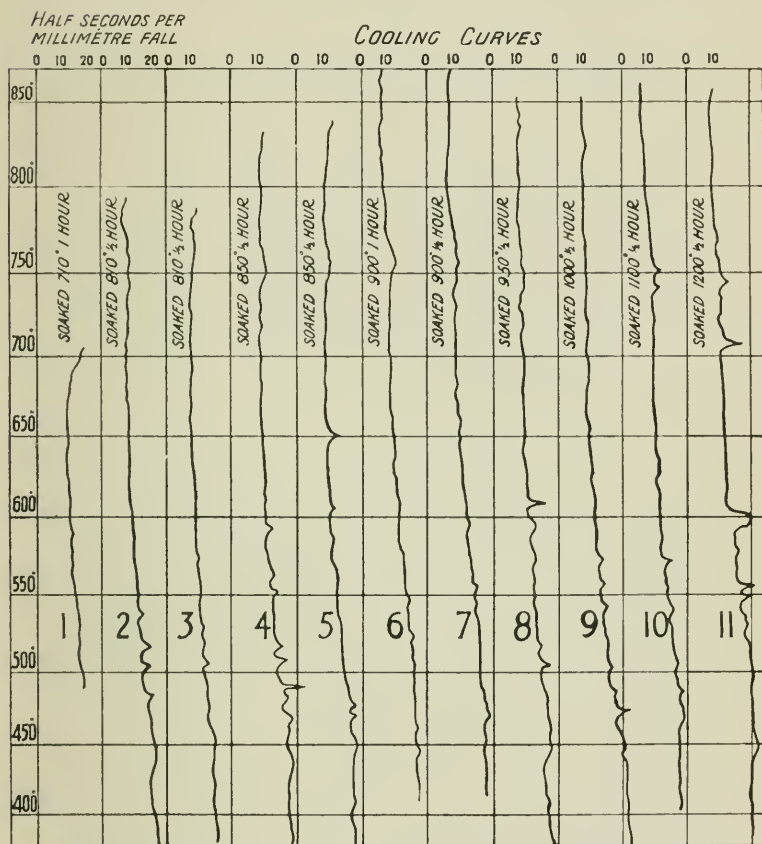 HALF SECONDS PER
MILLIMÈTRE FALL
COOLING CURVES
1 10 20 0 10 20 0 10 0 10 0 10 0 10 0 10 0 10 0 10 0 10 0 10
850°
800°
750°
700°
650°
600°
550°
500°
450°
400°
SOAKED 710° 1 HOUR
SOAKED 810° ½ HOUR
SOAKED 810° ½ HOUR
SOAKED 850° ¼ HOUR
SOAKED 850° ¼ HOUR
SOAKED 900° 1 HOUR
SOAKED 900° ½ HOUR
SOAKED 950° ½ HOUR
SOAKED 1000° ½ HOUR
SOAKED 1100° ½ HOUR
SOAKED 1200° ½ HOUR
1 2 3 4 5 6 7 8 9 10 11